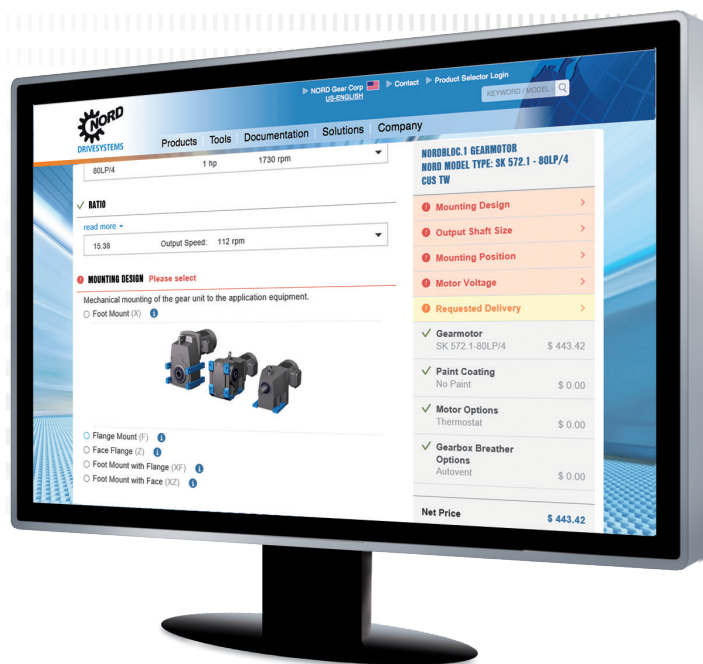 NORD
DRIVESYSTEMS
NORD Gear Corp
US-ENGLISH
Contact
Product Selector Login
KEYWORD / MODEL
Products
Tools
Documentation
Solutions
Company
80LP/4 1 hp 1730 rpm
RATIO
read more
15.38 Output Speed: 112 rpm
MOUNTING DESIGN Please select
Mechanical mounting of the gear unit to the application equipment.
Foot Mount (X)
Flange Mount (F)
Face Flange (Z)
Foot Mount with Flange (XF)
Foot Mount with Face (XZ)
NORDBLOC.1 GEARMOTOR
NORD MODEL TYPE: SK 572.1 - 80LP/4
CUS TW
Mounting Design
Output Shaft Size
Mounting Position
Motor Voltage
Requested Delivery
Gearmotor
SK 572.1-80LP/4 $ 443.42
Paint Coating
No Paint $ 0.00
Motor Options
Thermostat $ 0.00
Gearbox Breather
Options
Autovent $ 0.00
Net Price $ 443.42